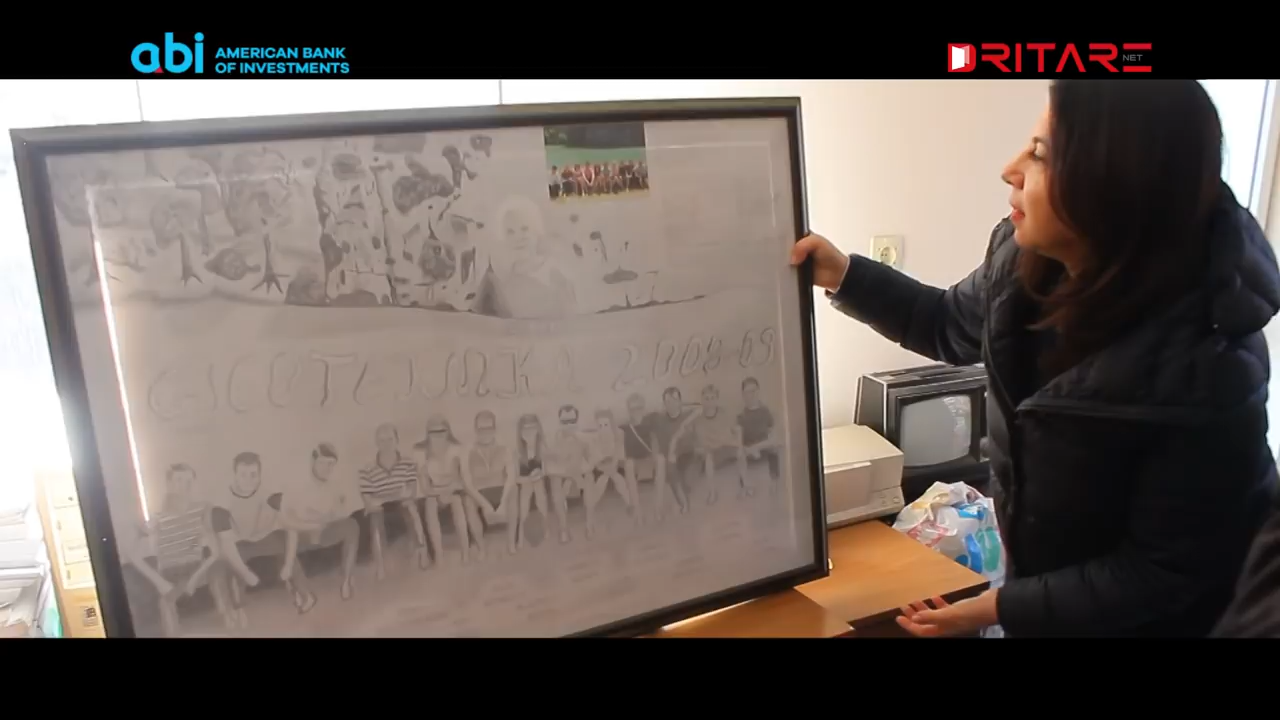 abi AMERICAN BANK
OF INVESTMENTS
DRITARE
NET
2008-09